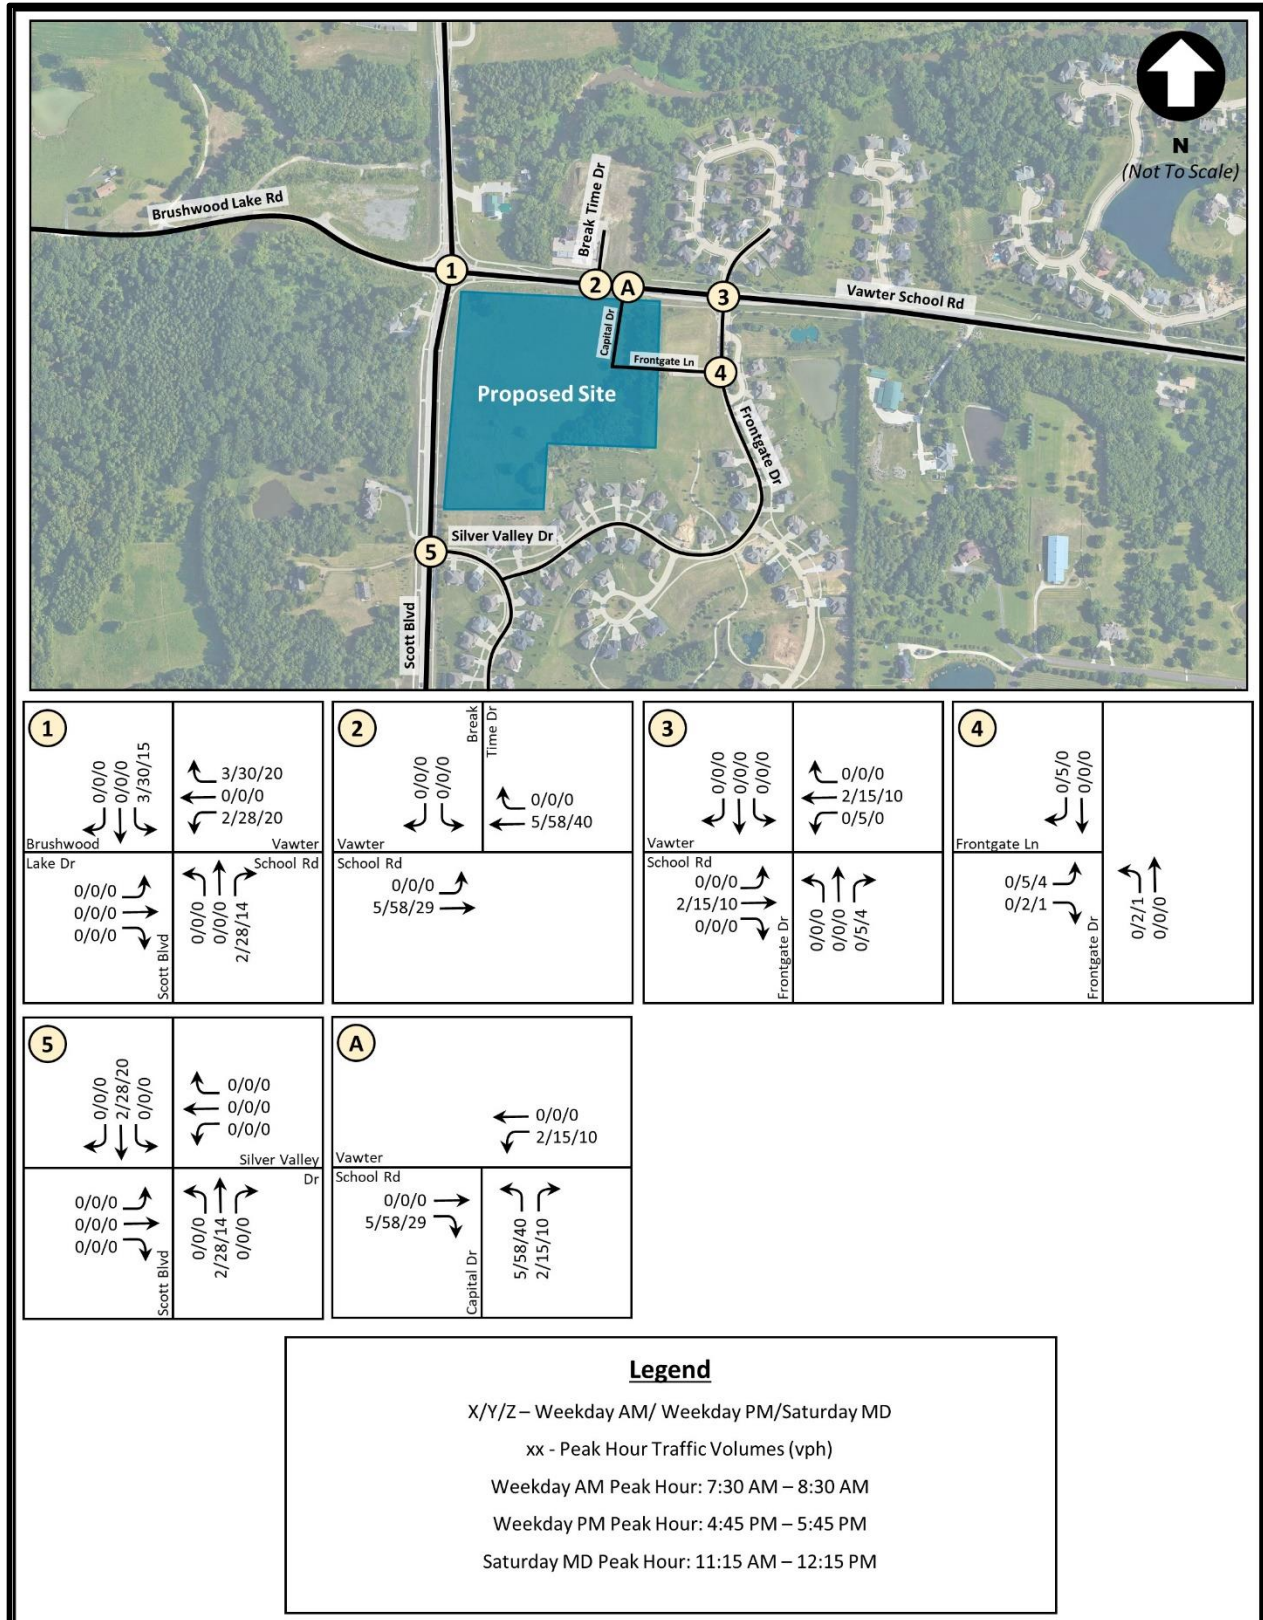 N
(Not To Scale)
Brushwood Lake Rd
Break Time Dr
1
2
A
3
Vawter School Rd
Capital Dr
Frontgate Ln
4
Proposed Site
Frontgate Dr
Silver Valley Dr
5
Scott Blvd
1
0/0/0
0/0/0
3/30/15
3/30/20
0/0/0
2/28/20
Brushwood
Lake Dr
Vawter
School Rd
0/0/0
0/0/0
0/0/0
Scott Blvd
0/0/0
0/0/0
2/28/14
2
Break
Time Dr
0/0/0
0/0/0
0/0/0
5/58/40
Vawter
School Rd
0/0/0
5/58/29
3
0/0/0
0/0/0
0/0/0
0/0/0
2/15/10
0/5/0
Vawter
School Rd
0/0/0
2/15/10
0/0/0
Frontgate Dr
0/0/0
0/0/0
0/5/4
4
0/5/0
0/0/0
Frontgate Ln
0/5/4
0/2/1
Frontgate Dr
0/2/1
0/0/0
5
0/0/0
2/28/20
0/0/0
0/0/0
0/0/0
0/0/0
Silver Valley
Dr
0/0/0
0/0/0
0/0/0
Scott Blvd
0/0/0
2/28/14
0/0/0
A
0/0/0
2/15/10
Vawter
School Rd
0/0/0
5/58/29
Capital Dr
5/58/40
2/15/10
Legend
X/Y/Z – Weekday AM/ Weekday PM/Saturday MD
xx - Peak Hour Traffic Volumes (vph)
Weekday AM Peak Hour: 7:30 AM – 8:30 AM
Weekday PM Peak Hour: 4:45 PM – 5:45 PM
Saturday MD Peak Hour: 11:15 AM – 12:15 PM